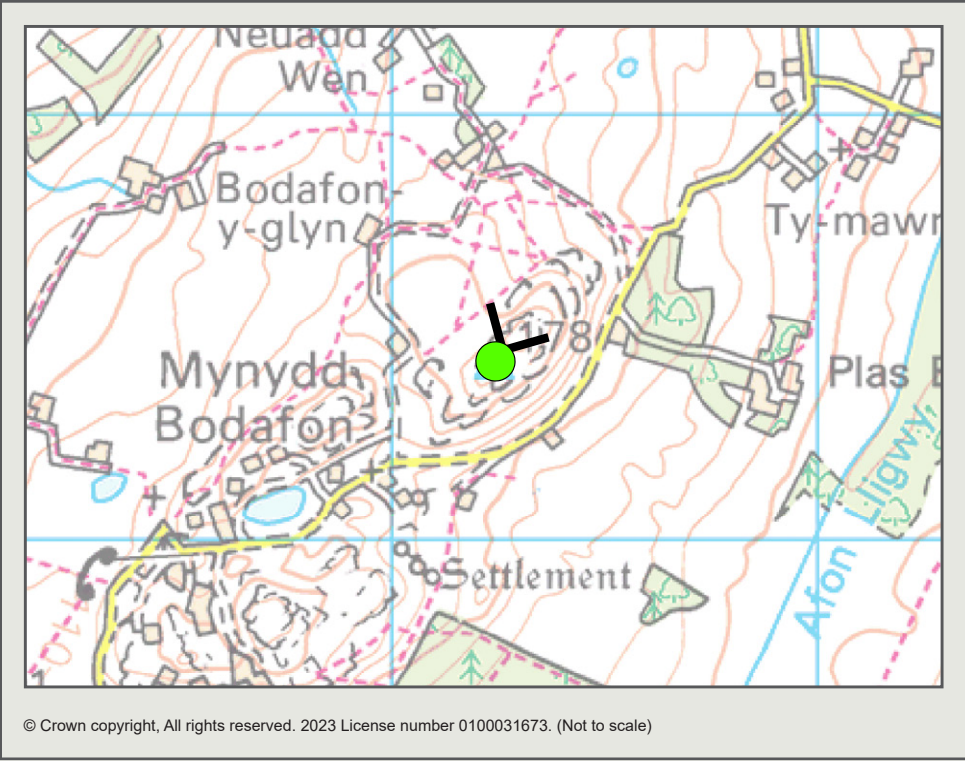 Neuadd
Wen
Bodafon-
y-glyn
Ty-mawr
178
Mynydd
Bodafon
Plas
Afon Lligwy
Settlement
© Crown copyright, All rights reserved. 2023 License number 0100031673. (Not to scale)